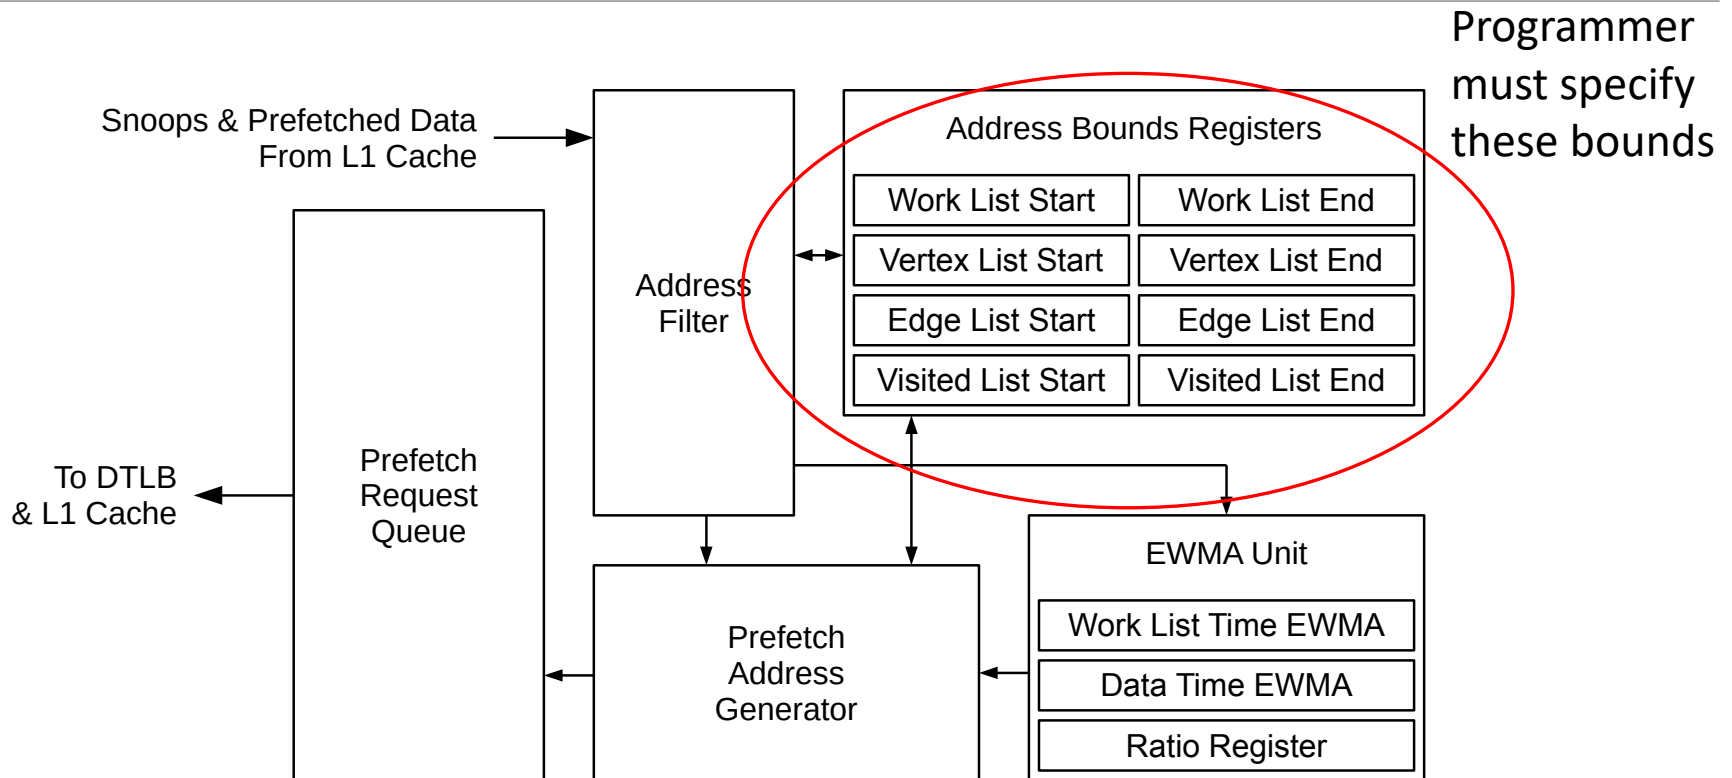 Programmer
must specify
these bounds
Snoops & Prefetched Data
From L1 Cache
Address Bounds Registers
Work List Start
Work List End
Vertex List Start
Vertex List End
Edge List Start
Edge List End
Visited List Start
Visited List End
Address
Filter
To DTLB
& L1 Cache
Prefetch
Request
Queue
Prefetch
Address
Generator
EWMA Unit
Work List Time EWMA
Data Time EWMA
Ratio Register